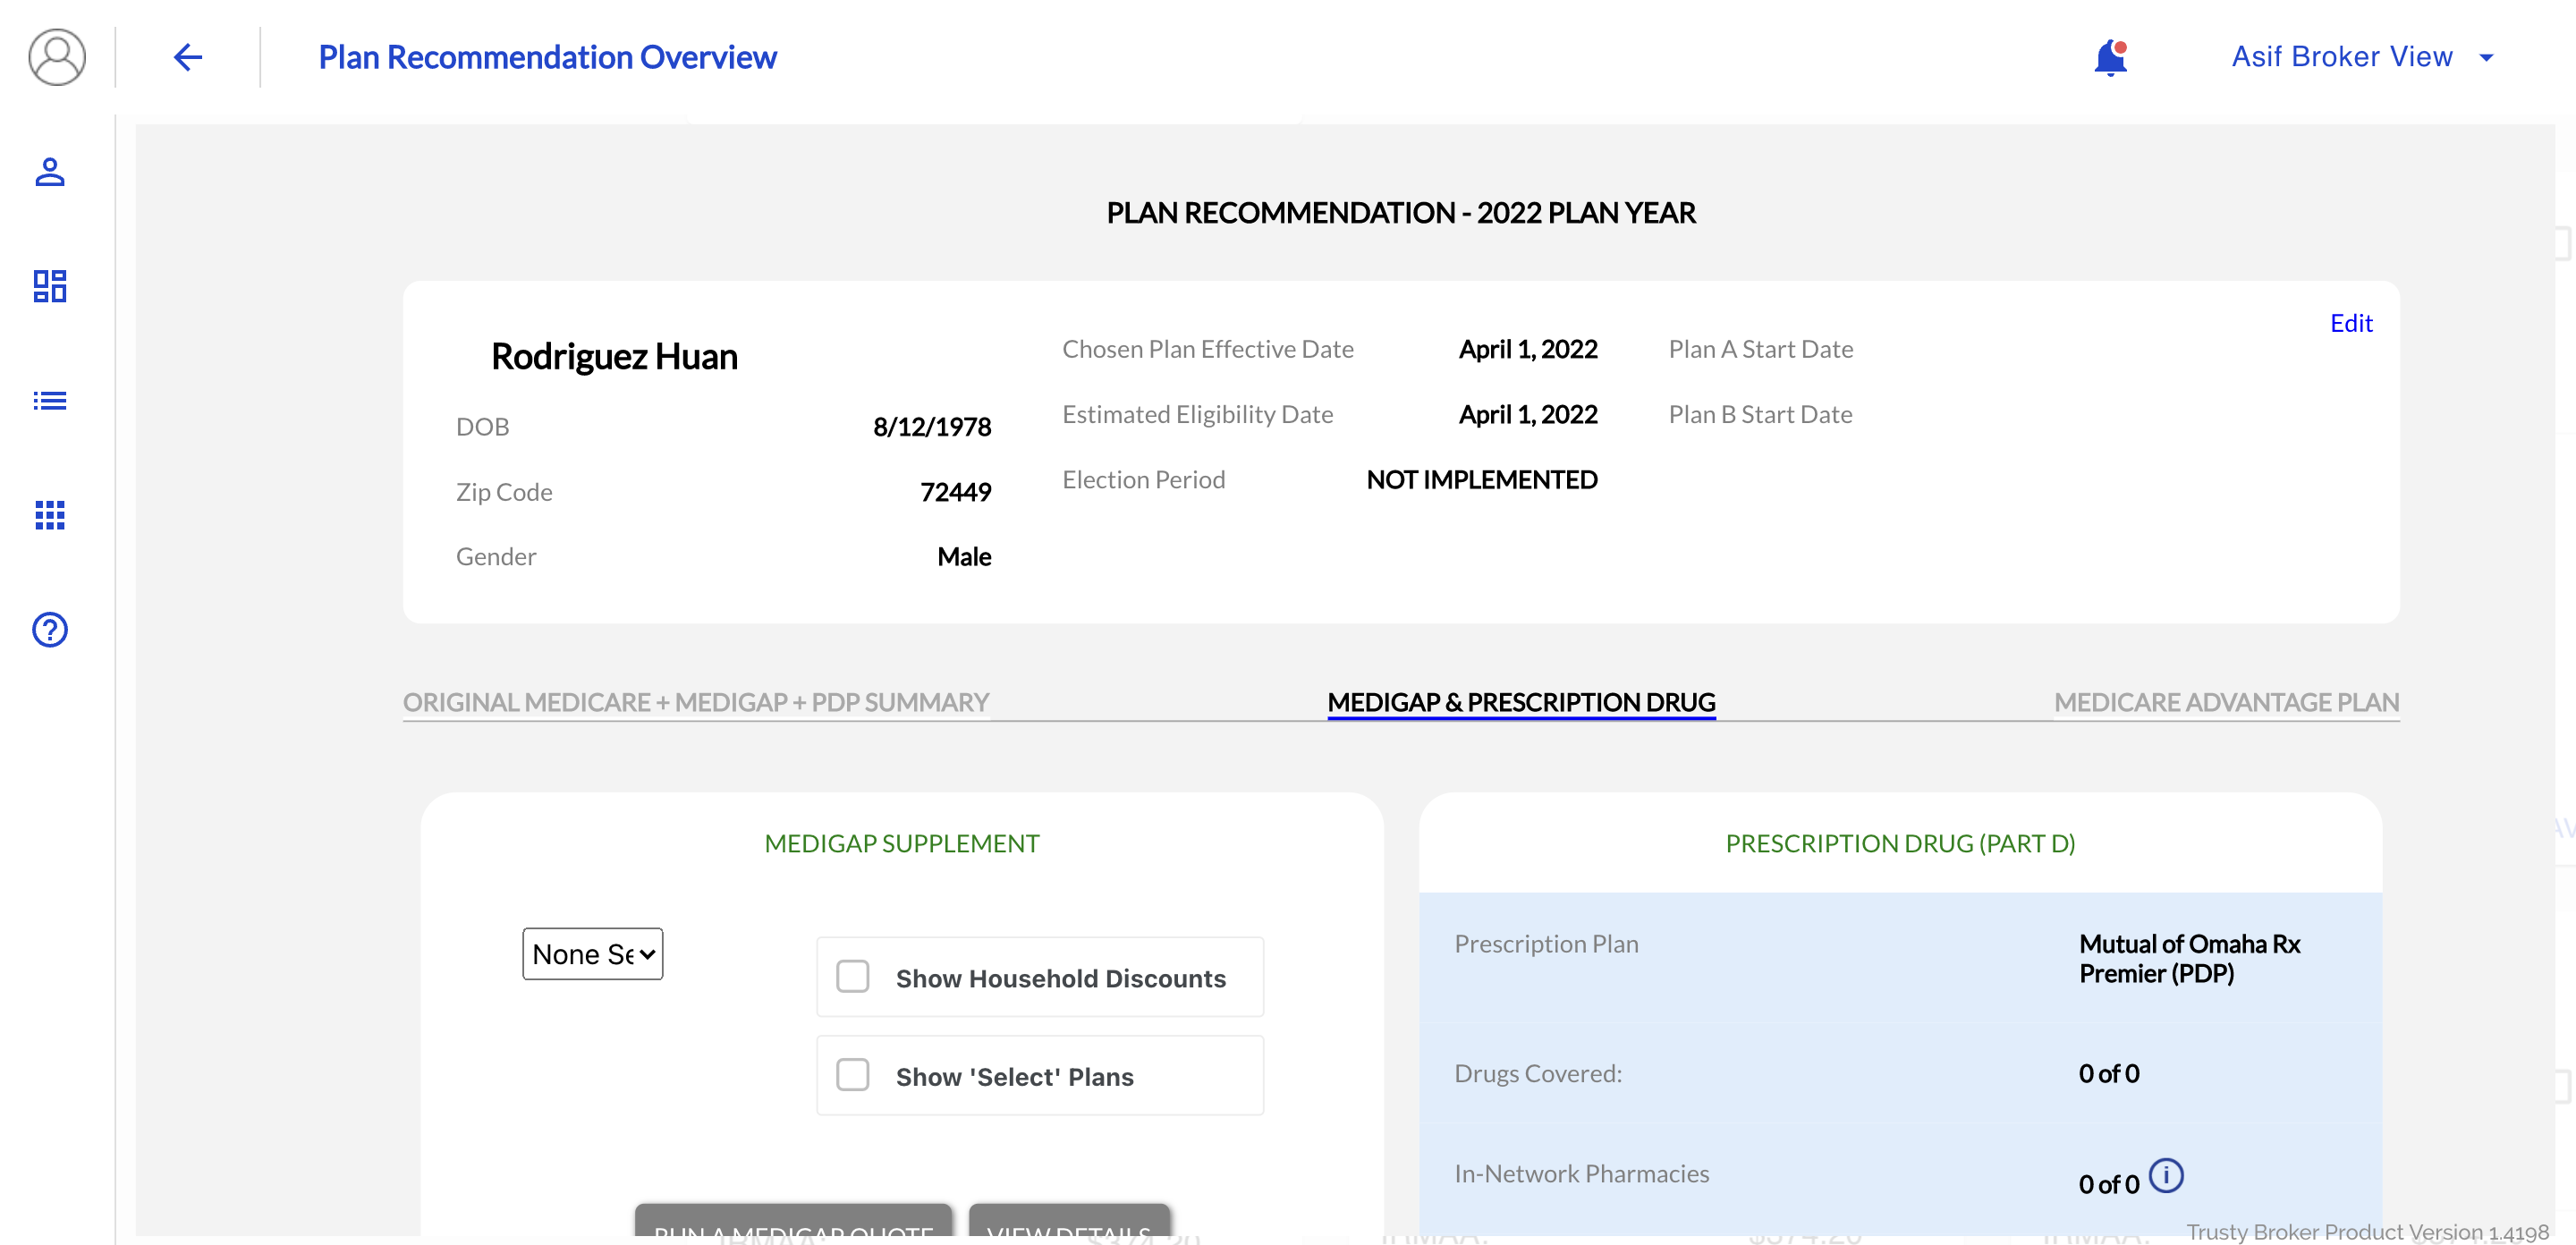 Plan Recommendation Overview
Asif Broker View
PLAN RECOMMENDATION - 2022 PLAN YEAR
Edit
Rodriguez Huan
DOB 8/12/1978
Zip Code 72449
Gender Male
Chosen Plan Effective Date April 1, 2022
Estimated Eligibility Date April 1, 2022
Election Period NOT IMPLEMENTED
Plan A Start Date
Plan B Start Date
ORIGINAL MEDICARE + MEDIGAP + PDP SUMMARY
MEDIGAP & PRESCRIPTION DRUG
MEDICARE ADVANTAGE PLAN
MEDIGAP SUPPLEMENT
None Se
Show Household Discounts
Show 'Select' Plans
RUN A MEDIGAP QUOTE
VIEW DETAILS
PRESCRIPTION DRUG (PART D)
Prescription Plan
Mutual of Omaha Rx
Premier (PDP)
Drugs Covered: 0 of 0
In-Network Pharmacies 0 of 0
Trusty Broker Product Version 1.4198